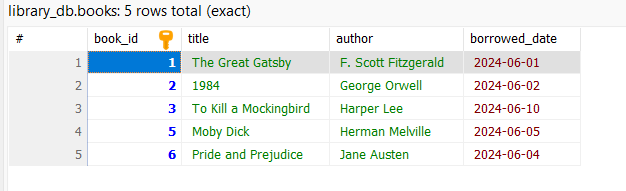 library_db.books: 5 rows total (exact)
# book_id title author borrowed_date
1 1 The Great Gatsby F. Scott Fitzgerald 2024-06-01
2 2 1984 George Orwell 2024-06-02
3 3 To Kill a Mockingbird Harper Lee 2024-06-10
4 5 Moby Dick Herman Melville 2024-06-05
5 6 Pride and Prejudice Jane Austen 2024-06-04